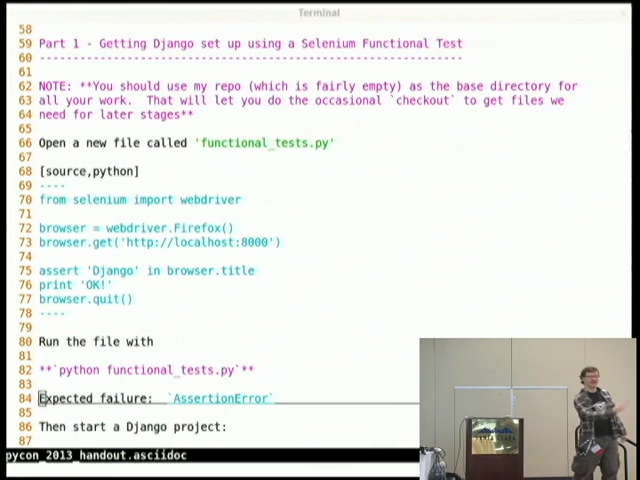 Terminal
58
59 Part 1 - Getting Django set up using a Selenium Functional Test
60 ----------------------------------------------------------------
61
62 NOTE: **You should use my repo (which is fairly empty) as the base directory for
63 all your work.  That will let you do the occasional `checkout` to get files we
64 need for later stages**
65
66 Open a new file called 'functional_tests.py'
67
68 [source,python]
69 ----
70 from selenium import webdriver
71
72 browser = webdriver.Firefox()
73 browser.get('http://localhost:8000')
74
75 assert 'Django' in browser.title
76 print 'OK!'
77 browser.quit()
78 ----
79
80 Run the file with
81
82 **`python functional_tests.py`**
83
84 Expected failure:  `AssertionError`
85
86 Then start a Django project:
87
pycon_2013_handout.asciidoc
SANTA CLARA